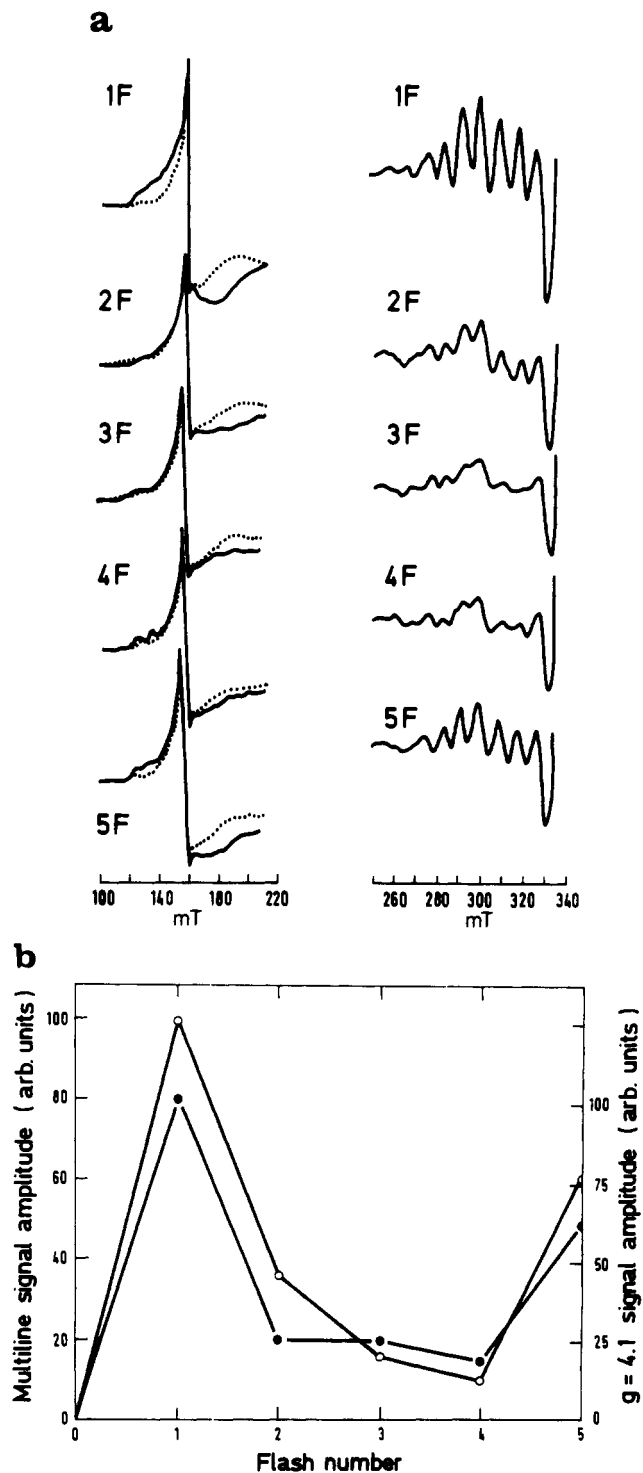 a
1F
1F
2F
2F
3F
3F
4F
4F
5F
5F
100 140 180 220
mT
260 280 300 320 340
mT
b
Multiline signal amplitude ( arb. units )
100
80
60
40
20
0
g = 4.1 signal amplitude ( arb. units )
100
75
50
25
0
0 1 2 3 4 5
Flash number